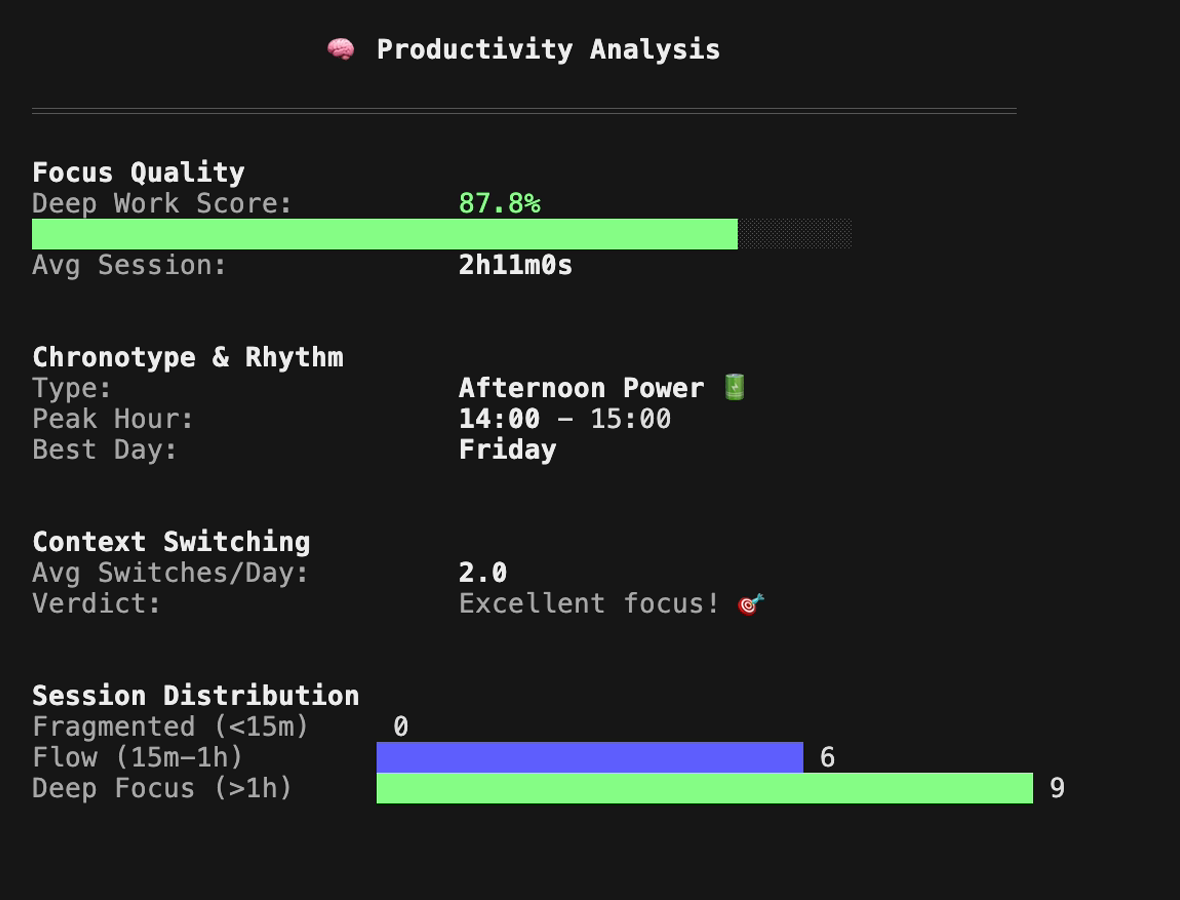 🧠 Productivity Analysis
Focus Quality
Deep Work Score: 87.8%
Avg Session: 2h11m0s
Chronotype & Rhythm
Type: Afternoon Power 🔋
Peak Hour: 14:00 - 15:00
Best Day: Friday
Context Switching
Avg Switches/Day: 2.0
Verdict: Excellent focus! 🎯
Session Distribution
Fragmented (<15m) 0
Flow (15m-1h) 6
Deep Focus (>1h) 9